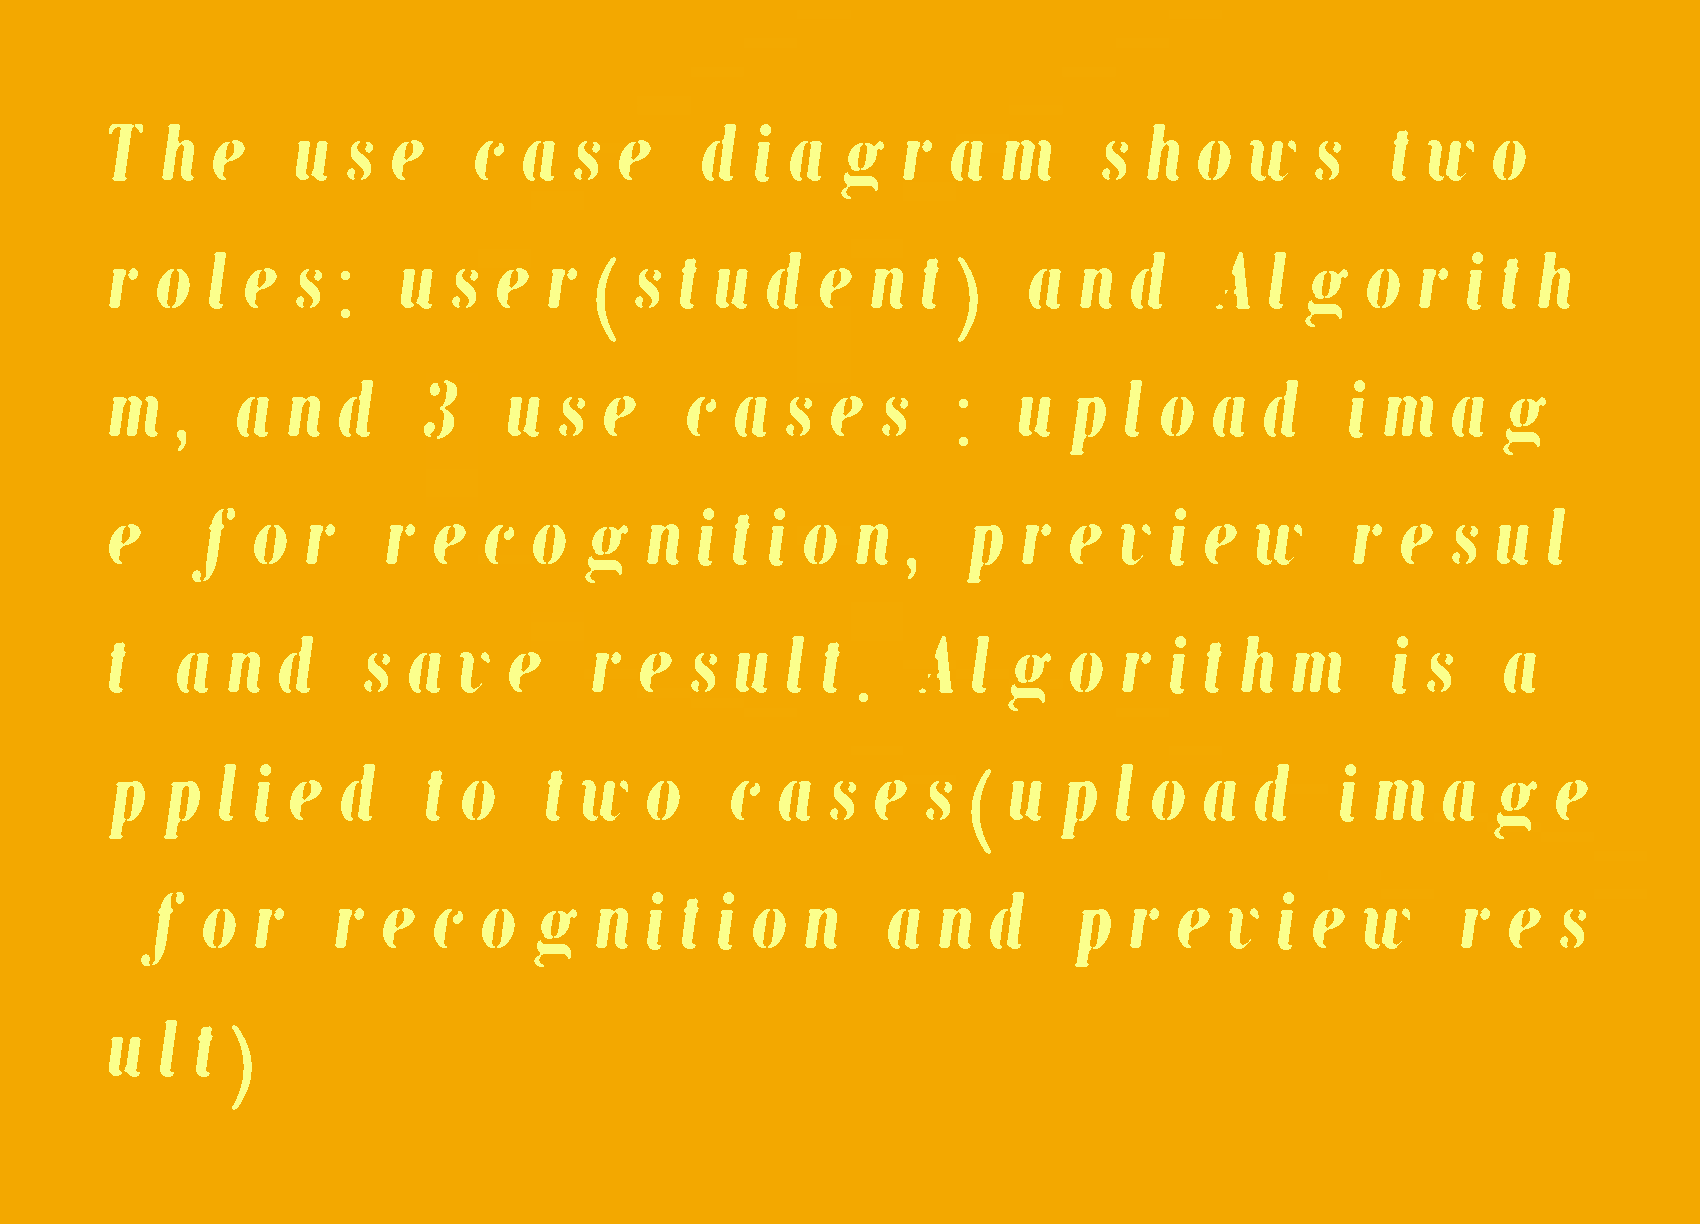 The use case diagram shows two
roles: user(student) and Algorith
m, and 3 use cases : upload imag
e for recognition, preview resul
t and save result. Algorithm is a
pplied to two cases(upload image
for recognition and preview res
ult)